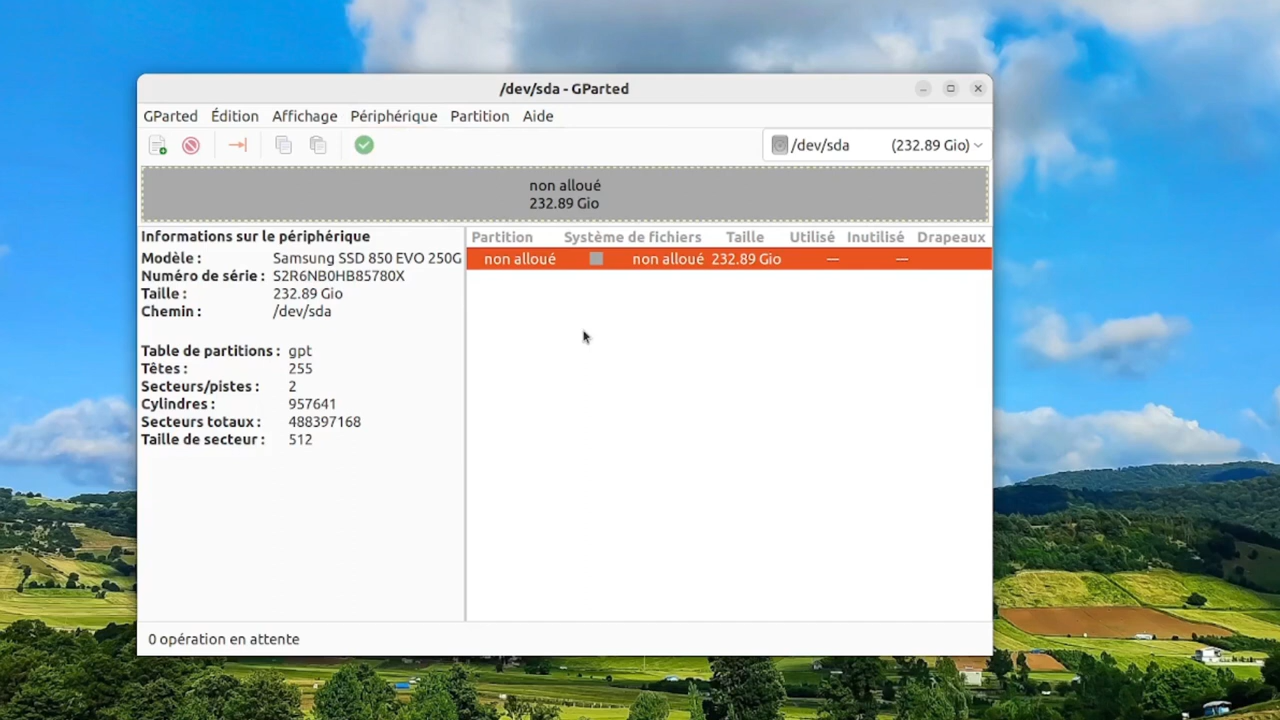 /dev/sda - GParted
GParted Édition Affichage Périphérique Partition Aide
/dev/sda (232.89 Gio)
non alloué
232.89 Gio
Informations sur le périphérique
Modèle : Samsung SSD 850 EVO 250G
Numéro de série : S2R6NB0HB85780X
Taille : 232.89 Gio
Chemin : /dev/sda
Table de partitions : gpt
Têtes : 255
Secteurs/pistes : 2
Cylindres : 957641
Secteurs totaux : 488397168
Taille de secteur : 512
Partition Système de fichiers Taille Utilisé Inutilisé Drapeaux
non alloué non alloué 232.89 Gio — —
0 opération en attente